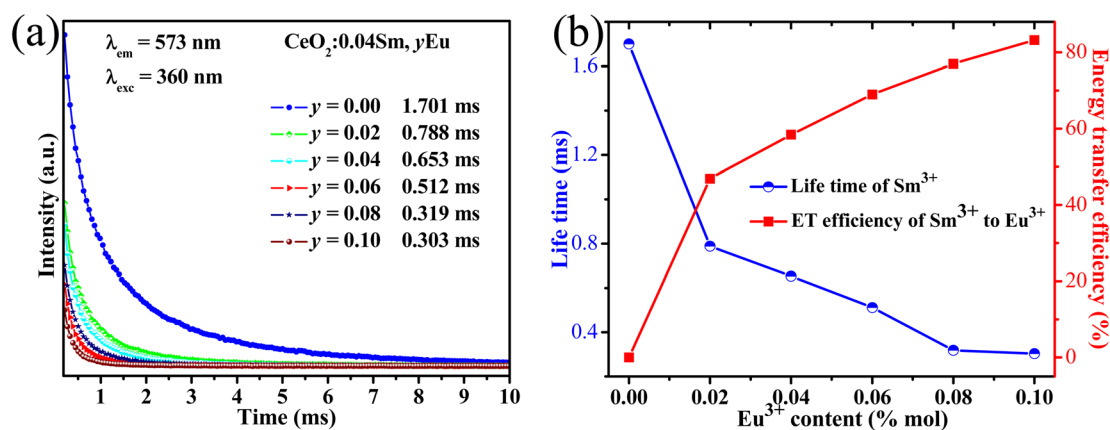 (a)
λem = 573 nm
λexc = 360 nm
CeO2:0.04Sm, yEu
y = 0.00 1.701 ms
y = 0.02 0.788 ms
y = 0.04 0.653 ms
y = 0.06 0.512 ms
y = 0.08 0.319 ms
y = 0.10 0.303 ms
Intensity (a.u.)
1 2 3 4 5 6 7 8 9 10
Time (ms)
(b)
Life time (ms)
1.6
1.2
0.8
0.4
Life time of Sm3+
ET efficiency of Sm3+ to Eu3+
80
60
40
20
0
Energy transfer efficiency (%)
0.00 0.02 0.04 0.06 0.08 0.10
Eu3+ content (% mol)